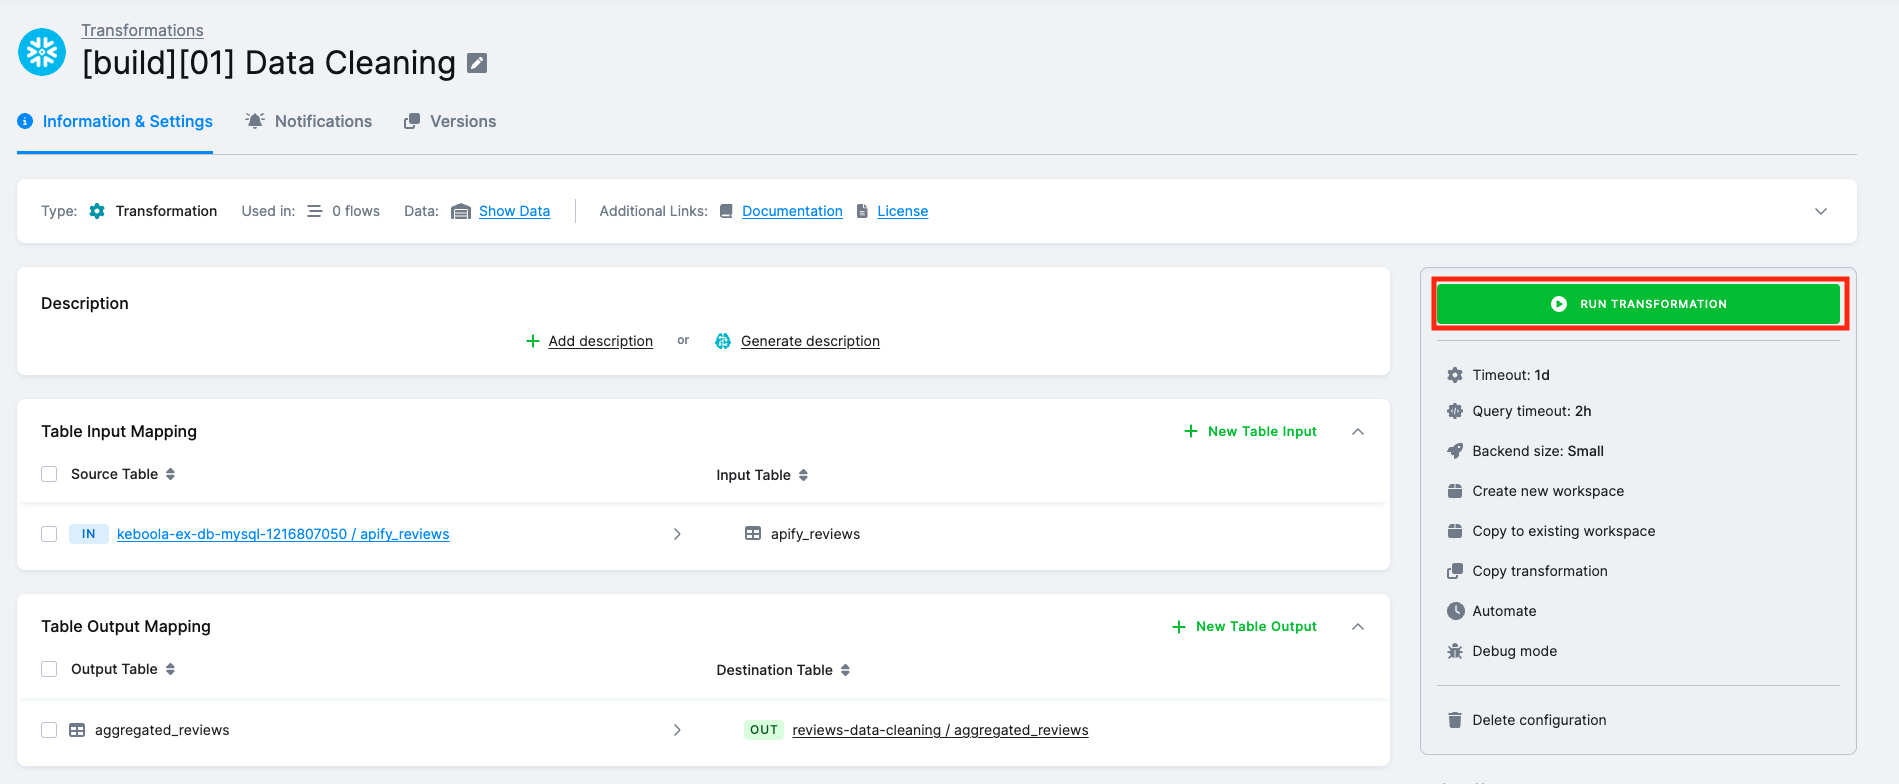 Transformations
[build][01] Data Cleaning
Information & Settings Notifications Versions
Type: Transformation Used in: 0 flows Data: Show Data Additional Links: Documentation License
Description
Add description or Generate description
Table Input Mapping New Table Input
Source Table Input Table
IN keboola-ex-db-mysql-1216807050 / apify_reviews apify_reviews
Table Output Mapping New Table Output
Output Table Destination Table
aggregated_reviews OUT reviews-data-cleaning / aggregated_reviews
RUN TRANSFORMATION
Timeout: 1d
Query timeout: 2h
Backend size: Small
Create new workspace
Copy to existing workspace
Copy transformation
Automate
Debug mode
Delete configuration